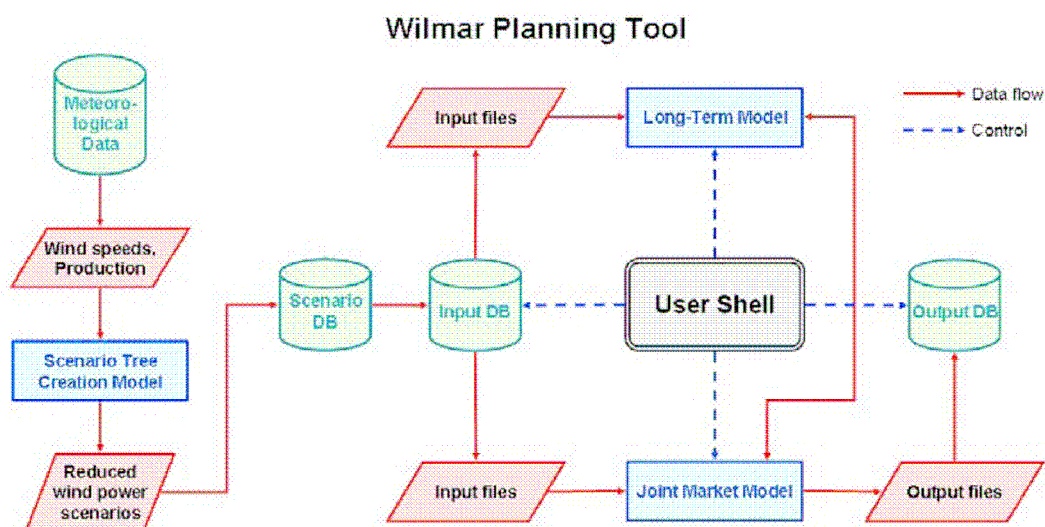 Wilmar Planning Tool
Meteoro-
logical
Data
Input files
Long-Term Model
Data flow
Control
Wind speeds,
Production
Scenario
DB
Input DB
User Shell
Output DB
Scenario Tree
Creation Model
Reduced
wind power
scenarios
Input files
Joint Market Model
Output files